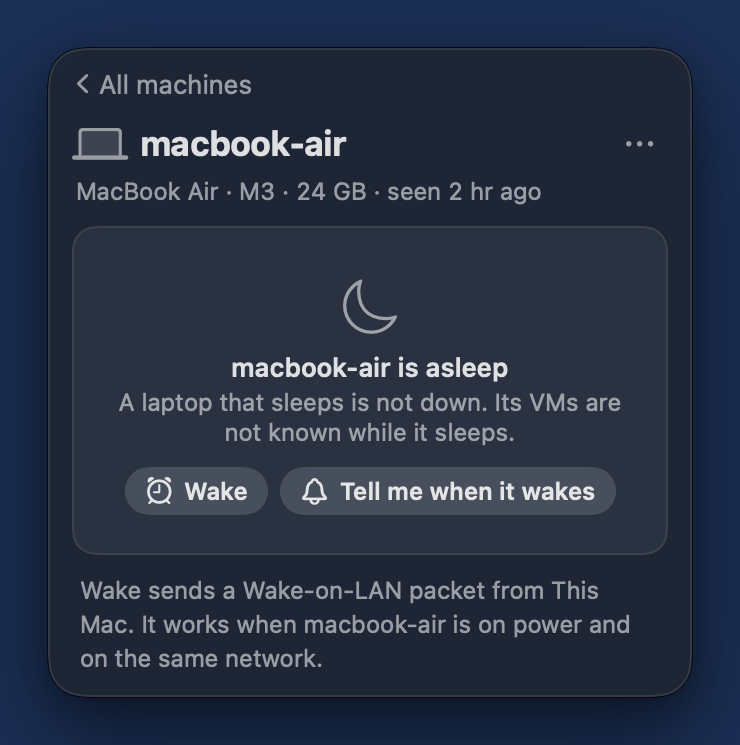 All machines
macbook-air
MacBook Air · M3 · 24 GB · seen 2 hr ago
macbook-air is asleep
A laptop that sleeps is not down. Its VMs are
not known while it sleeps.
Wake
Tell me when it wakes
Wake sends a Wake-on-LAN packet from This
Mac. It works when macbook-air is on power and
on the same network.